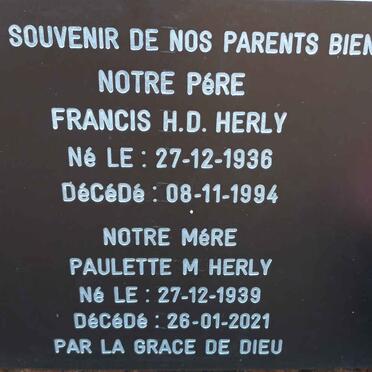 SOUVENIR DE NOS PARENTS BIEN
NOTRE PéRE
FRANCIS H.D. HERLY
Né LE : 27-12-1936
DéCéDé : 08-11-1994
NOTRE MéRE
PAULETTE M HERLY
Né LE : 27-12-1939
DéCéDé : 26-01-2021
PAR LA GRACE DE DIEU